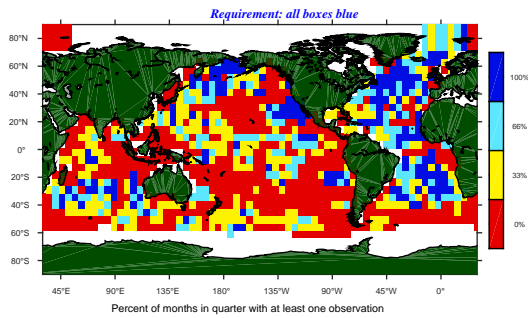 Requirement: all boxes blue
80°N
60°N
40°N
20°N
0°
20°S
40°S
60°S
80°S
100%
66%
33%
0%
45°E 90°E 135°E 180° 135°W 90°W 45°W 0°
Percent of months in quarter with at least one observation